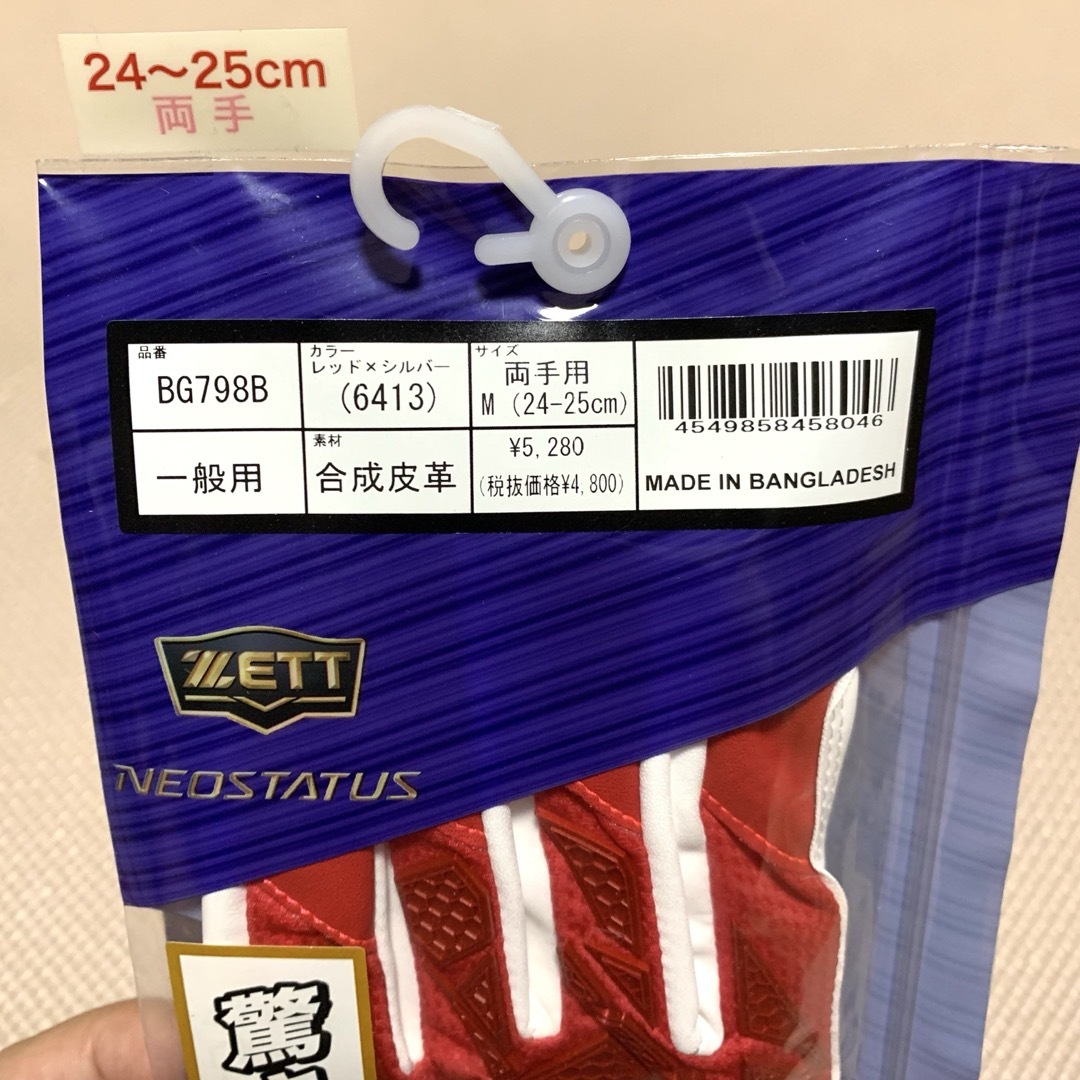 24〜25cm
両手
品番
BG798B
カラー
レッド×シルバー
(6413)
サイズ
両手用
M (24-25cm)
一般用
素材
合成皮革
¥5,280
(税抜価格¥4,800)
4549858458046
MADE IN BANGLADESH
ZETT
NEOSTATUS
驚